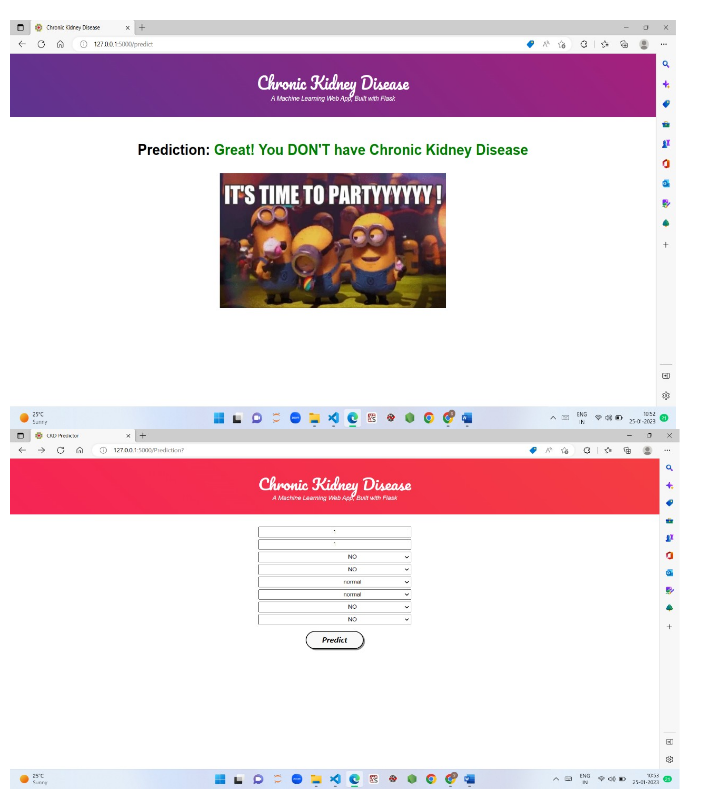 Chronic Kidney Disease
127.0.0.1:5000/predict
Chronic Kidney Disease
A Machine Learning Web App, Built with Flask
Prediction: Great! You DON'T have Chronic Kidney Disease
IT'S TIME TO PARTYYYYYY !
25°C
Sunny
ENG
IN
10:52
25-01-2023
CKD Predictor
127.0.0.1:5000/Prediction?
Chronic Kidney Disease
A Machine Learning Web App, Built with Flask
NO
NO
normal
normal
NO
NO
Predict
25°C
Sunny
ENG
IN
10:53
25-01-2023